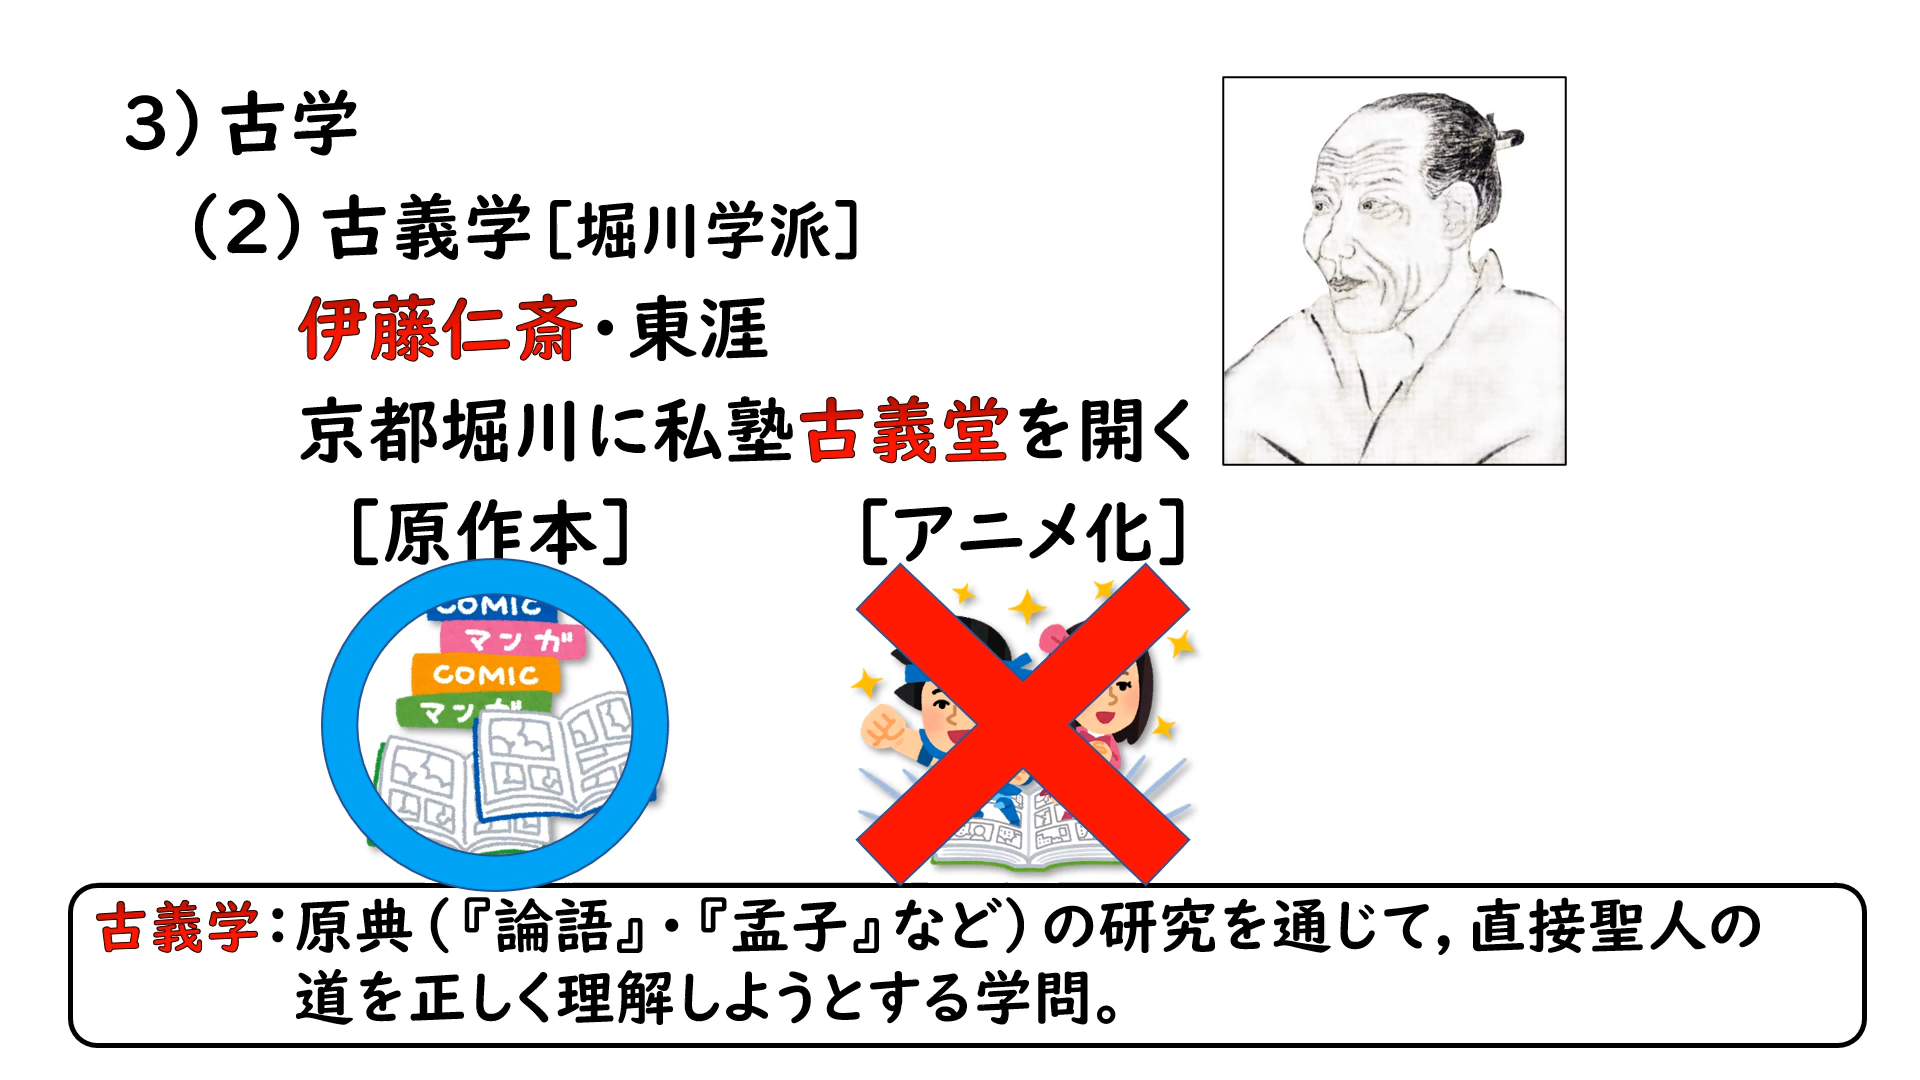 3）古学
（2）古義学［堀川学派］
伊藤仁斎・東涯
京都堀川に私塾古義堂を開く
［原作本］　［アニメ化］
COMIC
マンガ
COMIC
マンガ
古義学：原典（『論語』・『孟子』など）の研究を通じて，直接聖人の
道を正しく理解しようとする学問。